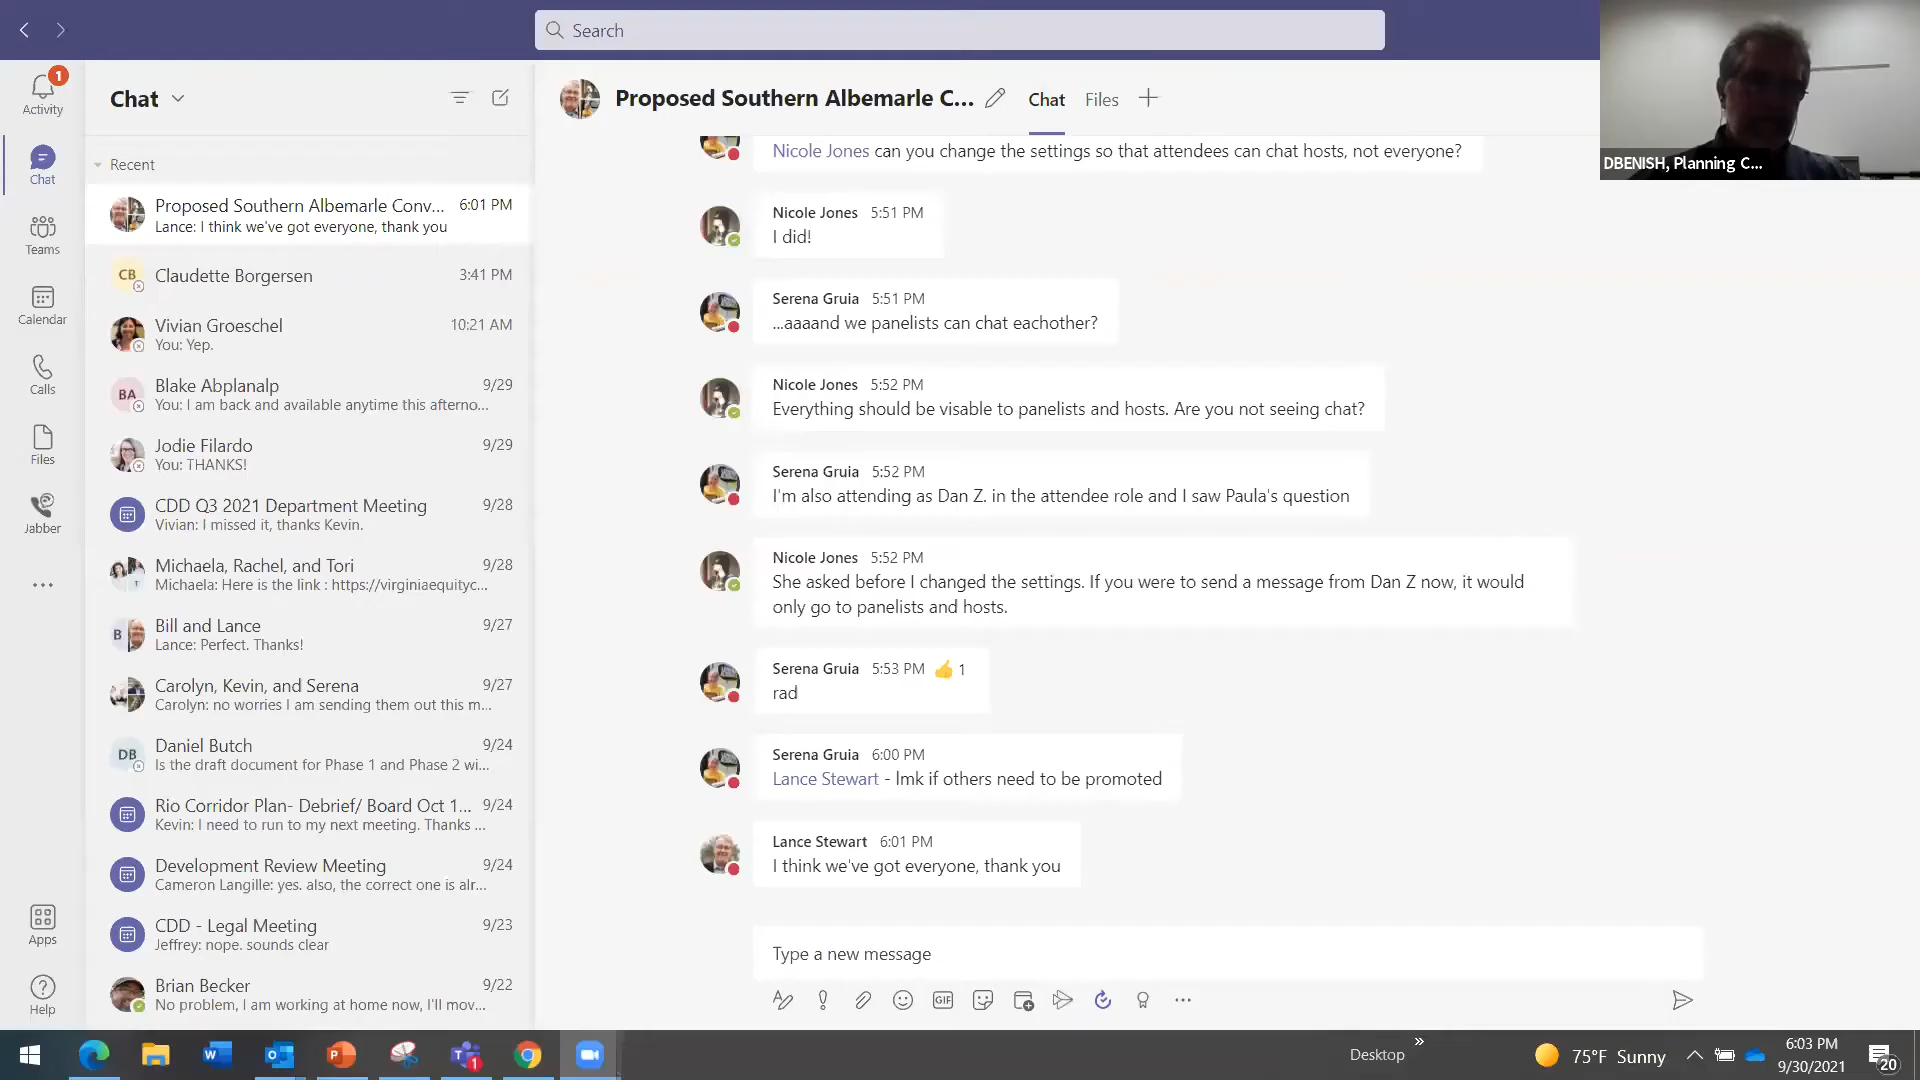 Search
DBENISH, Planning C...
1
Activity
Chat
Teams
Calendar
Calls
Files
Jabber
Apps
Help
Chat
Recent
Proposed Southern Albemarle Conv... 6:01 PM
Lance: I think we've got everyone, thank you
CB
Claudette Borgersen 3:41 PM
Vivian Groeschel 10:21 AM
You: Yep.
BA
Blake Abplanalp 9/29
You: I am back and available anytime this afterno...
Jodie Filardo 9/29
You: THANKS!
CDD Q3 2021 Department Meeting 9/28
Vivian: I missed it, thanks Kevin.
Michaela, Rachel, and Tori 9/28
Michaela: Here is the link : https://virginiaequityc...
B
Bill and Lance 9/27
Lance: Perfect. Thanks!
Carolyn, Kevin, and Serena 9/27
Carolyn: no worries I am sending them out this m...
DB
Daniel Butch 9/24
Is the draft document for Phase 1 and Phase 2 wi...
Rio Corridor Plan- Debrief/ Board Oct 1... 9/24
Kevin: I need to run to my next meeting. Thanks ...
Development Review Meeting 9/24
Cameron Langille: yes. also, the correct one is alr...
CDD - Legal Meeting 9/23
Jeffrey: nope. sounds clear
Brian Becker 9/22
No problem, I am working at home now, I'll mov...
Proposed Southern Albemarle C... Chat Files
Nicole Jones can you change the settings so that attendees can chat hosts, not everyone?
Nicole Jones 5:51 PM
I did!
Serena Gruia 5:51 PM
...aaaand we panelists can chat eachother?
Nicole Jones 5:52 PM
Everything should be visable to panelists and hosts. Are you not seeing chat?
Serena Gruia 5:52 PM
I'm also attending as Dan Z. in the attendee role and I saw Paula's question
Nicole Jones 5:52 PM
She asked before I changed the settings. If you were to send a message from Dan Z now, it would
only go to panelists and hosts.
Serena Gruia 5:53 PM 👍 1
rad
Serena Gruia 6:00 PM
Lance Stewart - lmk if others need to be promoted
Lance Stewart 6:01 PM
I think we've got everyone, thank you
Type a new message
GIF
Desktop
75°F Sunny
6:03 PM
9/30/2021
20